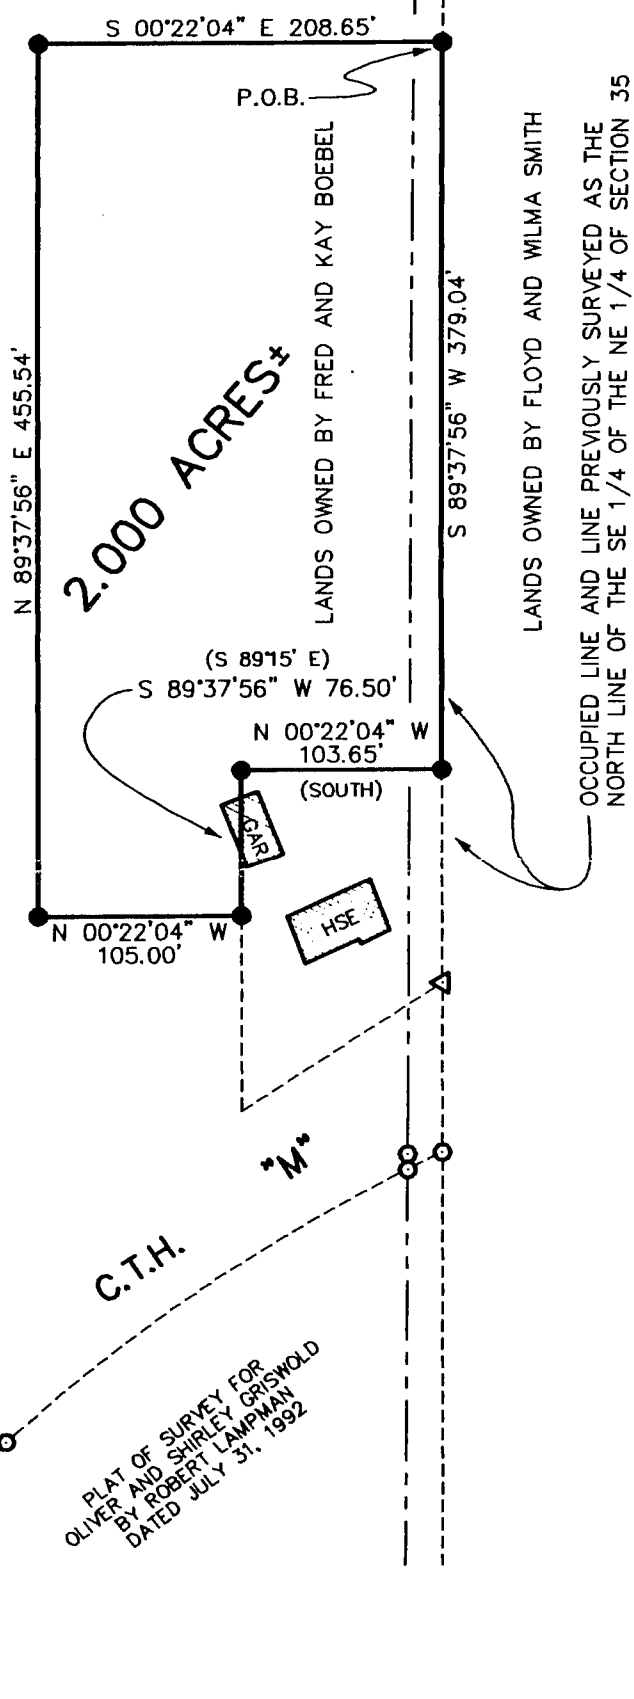 S 00°22'04" E 208.65'
P.O.B.
LANDS OWNED BY FRED AND KAY BOEBEL
N 89°37'56" E 455.54'
2.000 ACRES±
S 89°37'56" W 379.04'
LANDS OWNED BY FLOYD AND WILMA SMITH
OCCUPIED LINE AND LINE PREVIOUSLY SURVEYED AS THE
NORTH LINE OF THE SE 1/4 OF THE NE 1/4 OF SECTION 35
(S 89°15' E)
S 89°37'56" W 76.50'
N 00°22'04" W
103.65'
(SOUTH)
GAR
HSE
N 00°22'04" W
105.00'
"M"
C.T.H.
PLAT OF SURVEY FOR
OLIVER AND SHIRLEY GRISWOLD
BY ROBERT LAMPMAN
DATED JULY 31, 1992